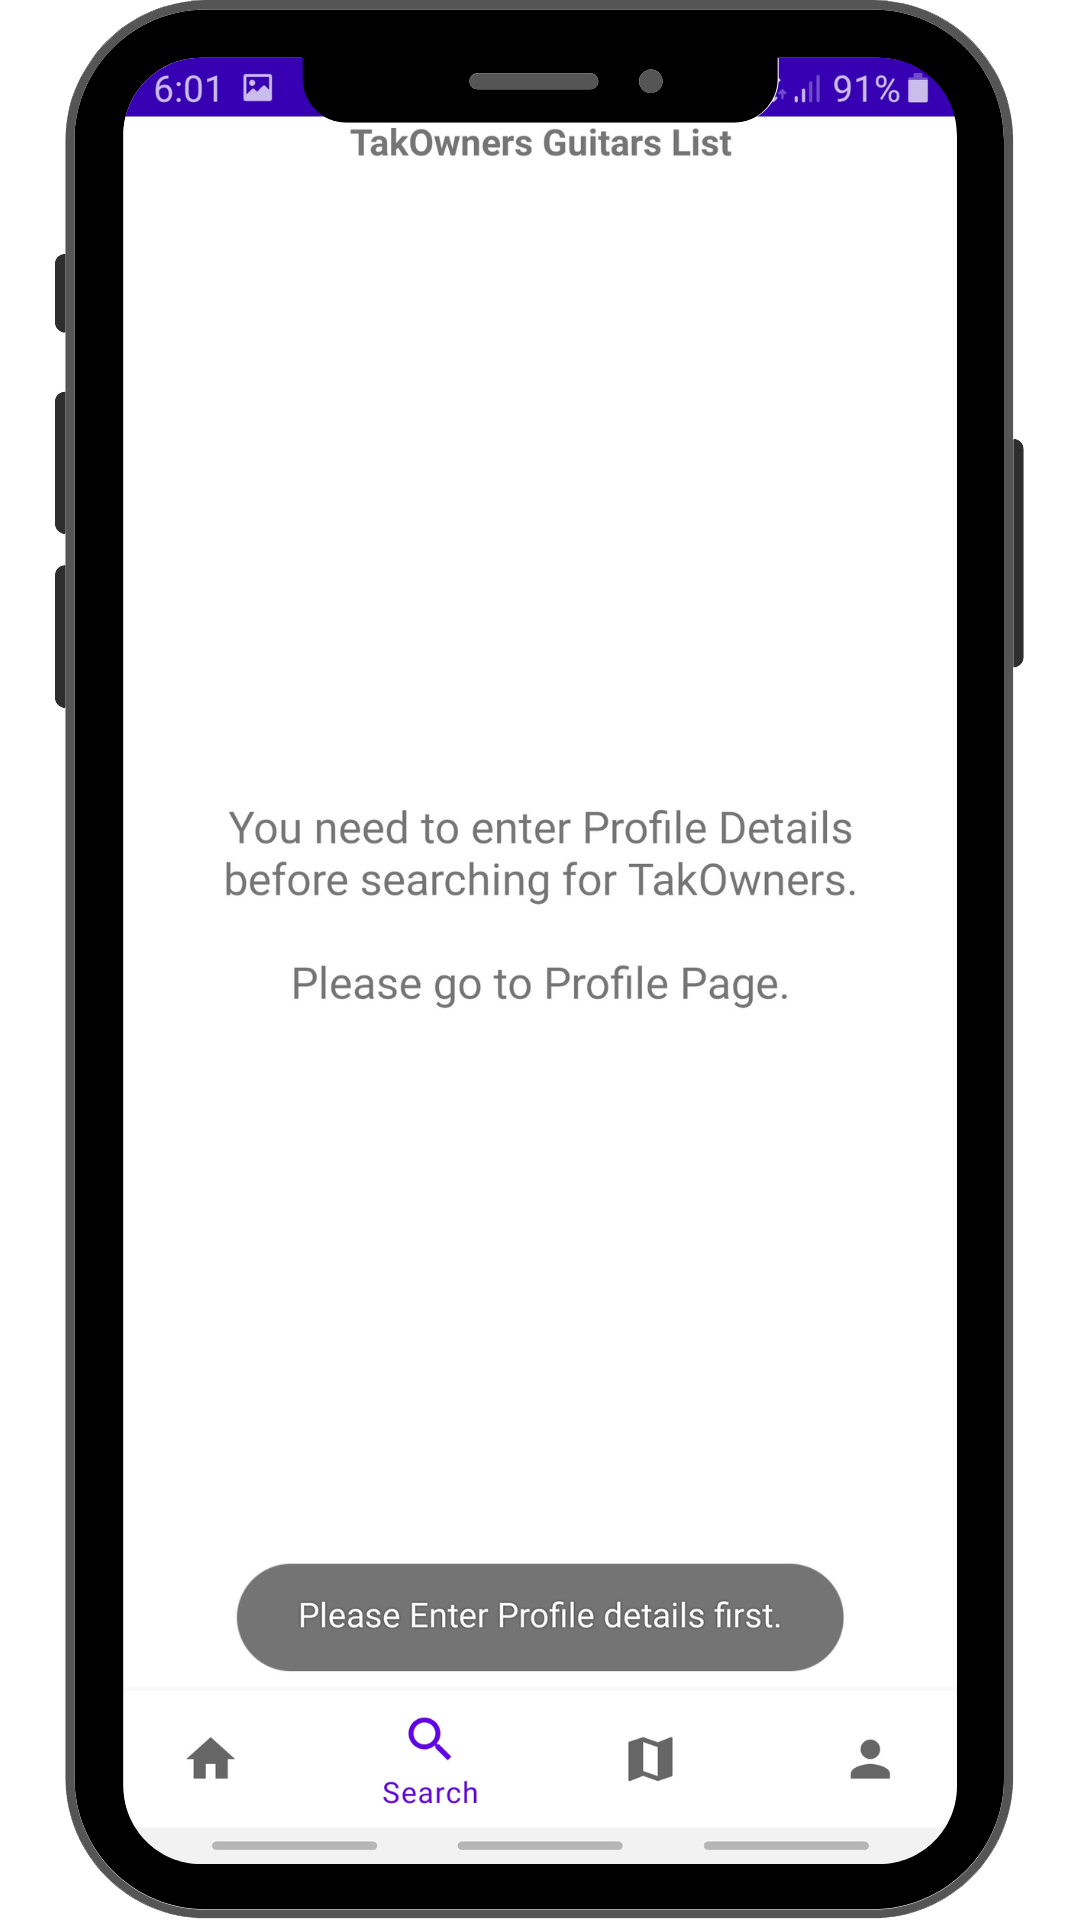 6:01 91%
TakOwners Guitars List
You need to enter Profile Details
before searching for TakOwners.
Please go to Profile Page.
Please Enter Profile details first.
Search